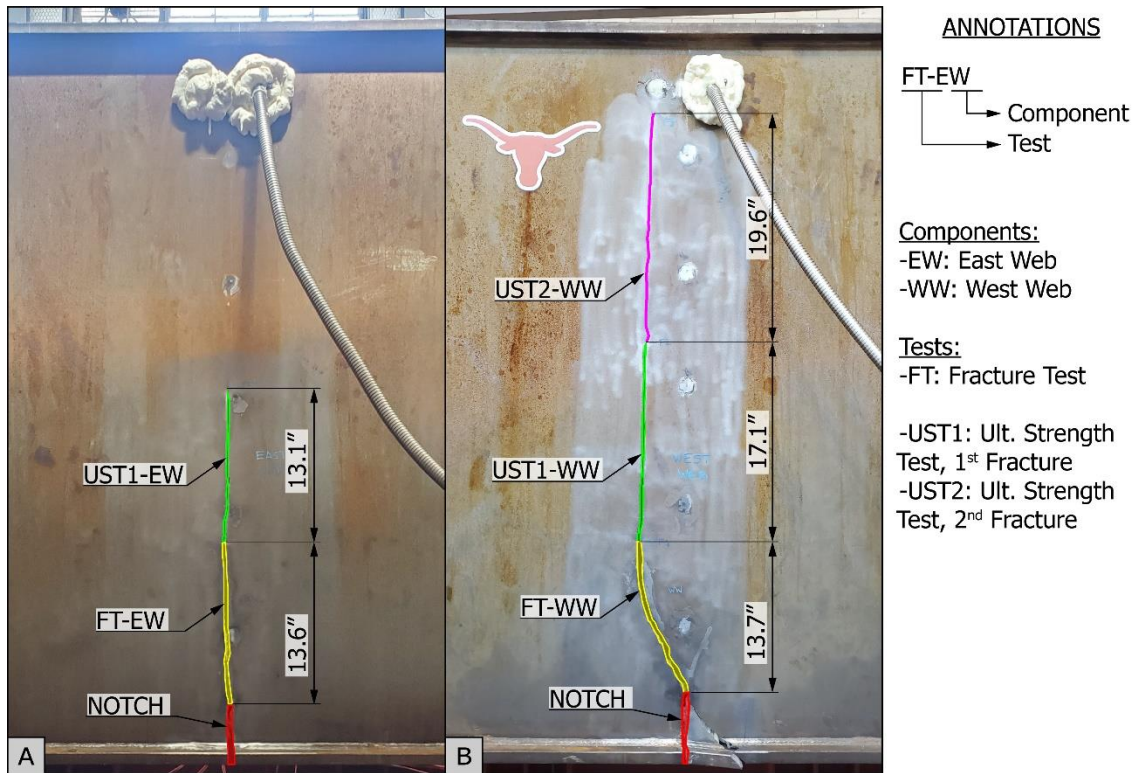 UST1-EW
13.1″
FT-EW
13.6″
NOTCH
A
EAST
UST2-WW
19.6″
UST1-WW
17.1″
WEST
FT-WW
13.7″
NOTCH
B
ANNOTATIONS
FT-EW
Component
Test
Components:
-EW: East Web
-WW: West Web
Tests:
-FT: Fracture Test
-UST1: Ult. Strength
Test, 1st Fracture
-UST2: Ult. Strength
Test, 2nd Fracture